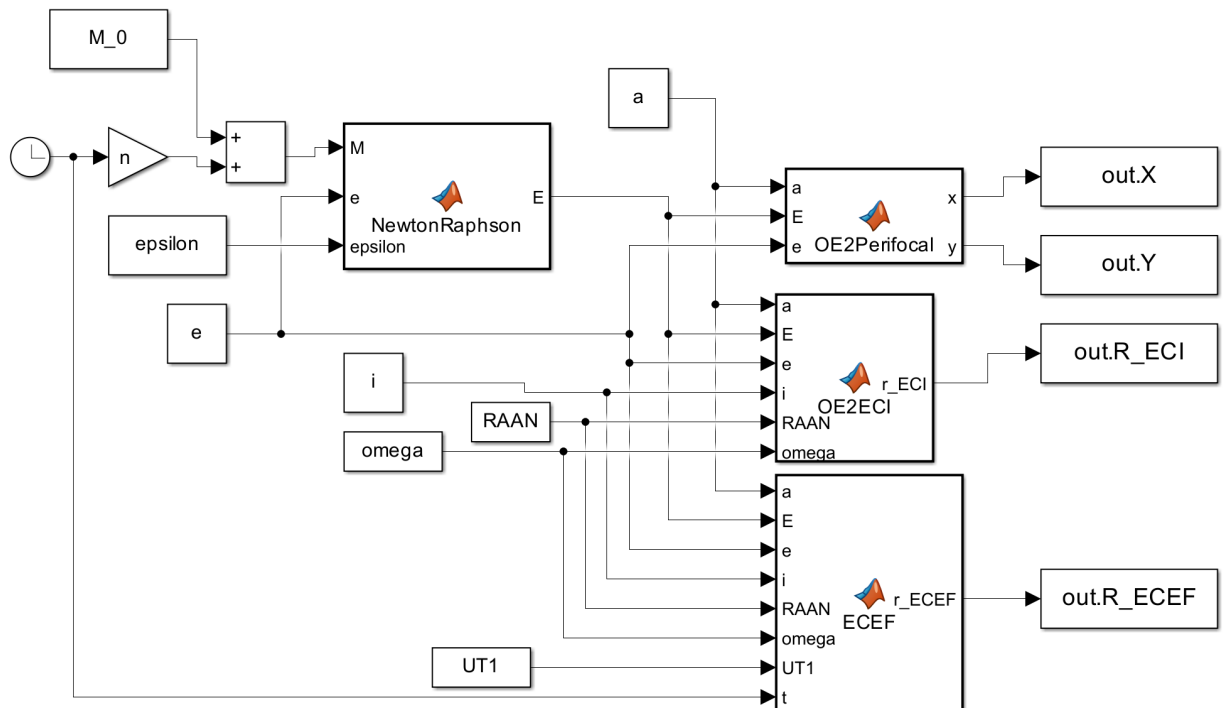 M_0
n
+
+
M
e
epsilon
NewtonRaphson
E
epsilon
e
a
a
E
e
OE2Perifocal
x
y
out.X
out.Y
i
RAAN
omega
a
E
e
i
RAAN
omega
OE2ECI
r_ECI
out.R_ECI
a
E
e
i
RAAN
omega
UT1
t
ECEF
r_ECEF
out.R_ECEF
UT1